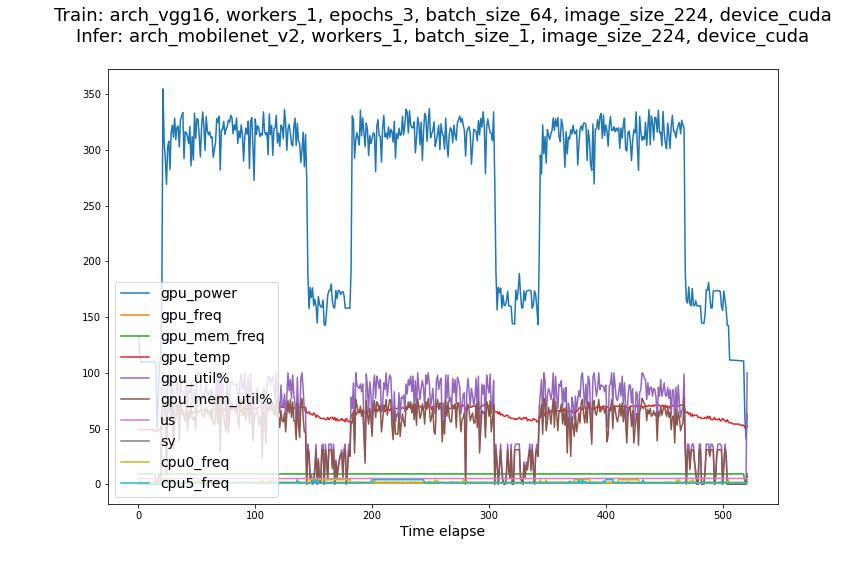 Train: arch_vgg16, workers_1, epochs_3, batch_size_64, image_size_224, device_cuda
Infer: arch_mobilenet_v2, workers_1, batch_size_1, image_size_224, device_cuda
350
300
250
200
150
100
50
0
gpu_power
gpu_freq
gpu_mem_freq
gpu_temp
gpu_util%
gpu_mem_util%
us
sy
cpu0_freq
cpu5_freq
0 100 200 300 400 500
Time elapse